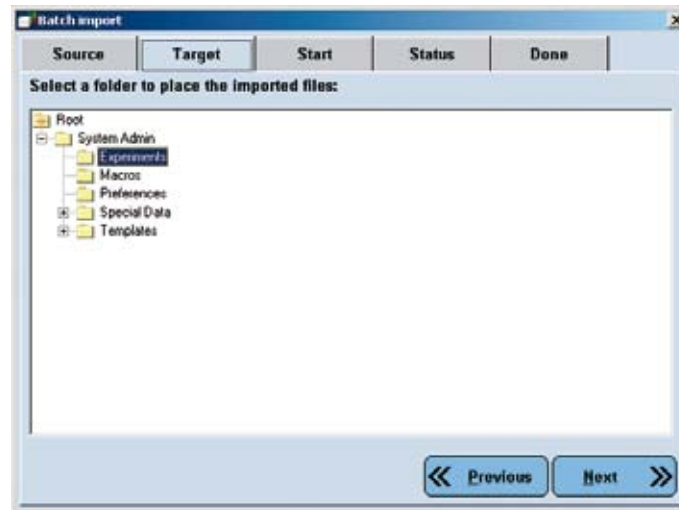 Batch import
Source Target Start Status Done
Select a folder to place the imported files:
Root
System Admin
Experiments
Macros
Preferences
Special Data
Templates
Previous Next